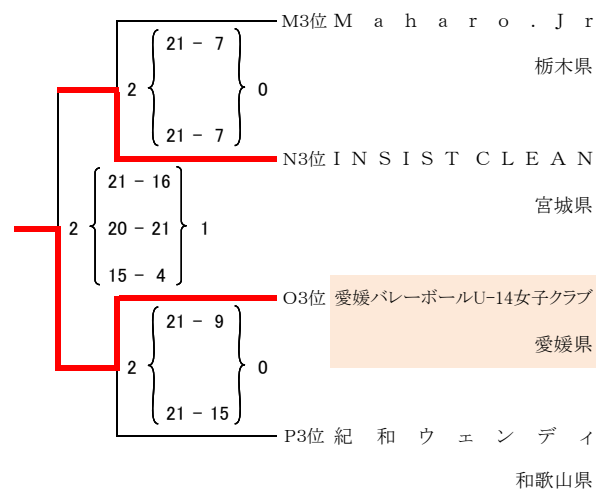 M3位 Maharo.Jr
21 - 7
栃木県
2 0
21 - 7
N3位 INSIST CLEAN
21 - 16
宮城県
2 20 - 21 1
15 - 4
O3位 愛媛バレーボールU-14女子クラブ
21 - 9
愛媛県
2 0
21 - 15
P3位 紀和ウェンディ
和歌山県